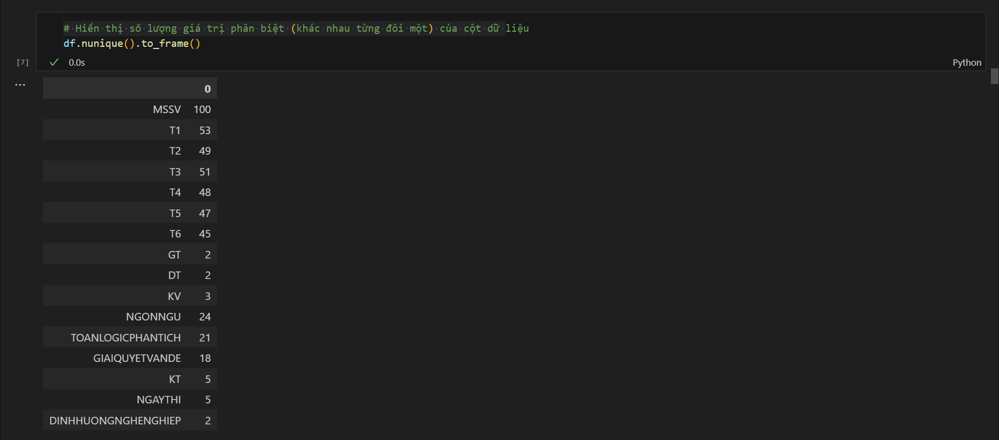 # Hiển thị số lượng giá trị phân biệt (khác nhau từng đôi một) của cột dữ liệu
df.nunique().to_frame()
[7] 0.0s Python
...
0
MSSV 100
T1 53
T2 49
T3 51
T4 48
T5 47
T6 45
GT 2
DT 2
KV 3
NGONNGU 24
TOANLOGICPHANTICH 21
GIAIQUYETVANDE 18
KT 5
NGAYTHI 5
DINHHUONGNGHENGHIEP 2